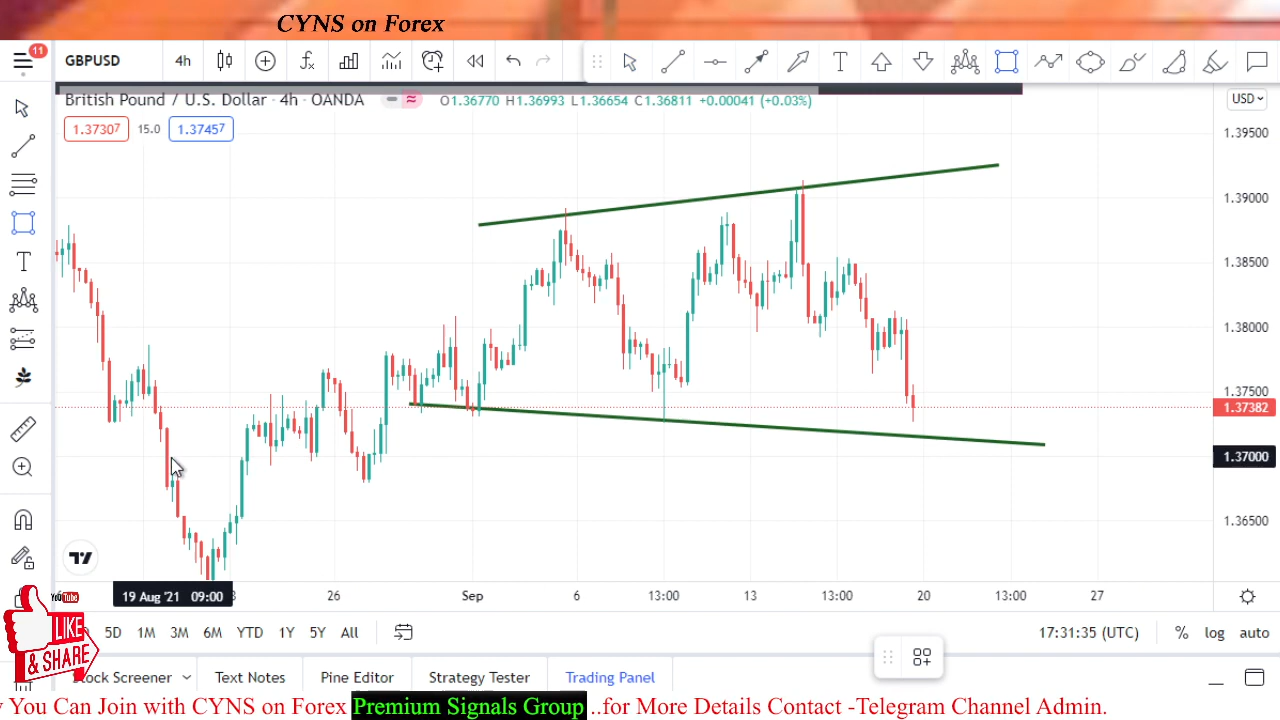 CYNS on Forex
11
GBPUSD
4h
British Pound / U.S. Dollar · 4h · OANDA
O1.36770 H1.36993 L1.36654 C1.36811 +0.00041 (+0.03%)
USD
1.37307
15.0
1.37457
1.39500
1.39000
1.38500
1.38000
1.37500
1.37382
1.37000
1.36500
19 Aug '21 09:00
26
Sep
6
13:00
13
13:00
20
13:00
27
YouTube
LIKE
& SHARE
5D
1M
3M
6M
YTD
1Y
5Y
All
17:31:35 (UTC)
%
log
auto
Stock Screener
Text Notes
Pine Editor
Strategy Tester
Trading Panel
You Can Join with CYNS on Forex Premium Signals Group ..for More Details Contact -Telegram Channel Admin.